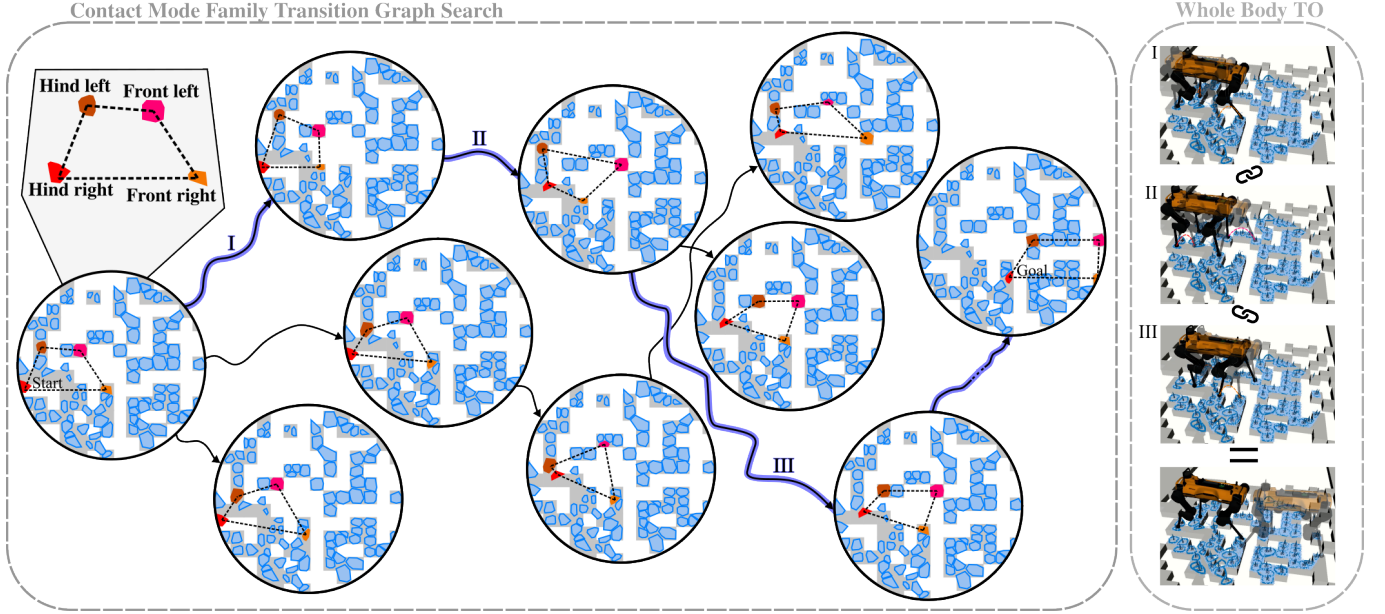 Contact Mode Family Transition Graph Search
Whole Body TO
Hind left
Front left
Hind right
Front right
I
II
III
Start
Goal
I
II
III